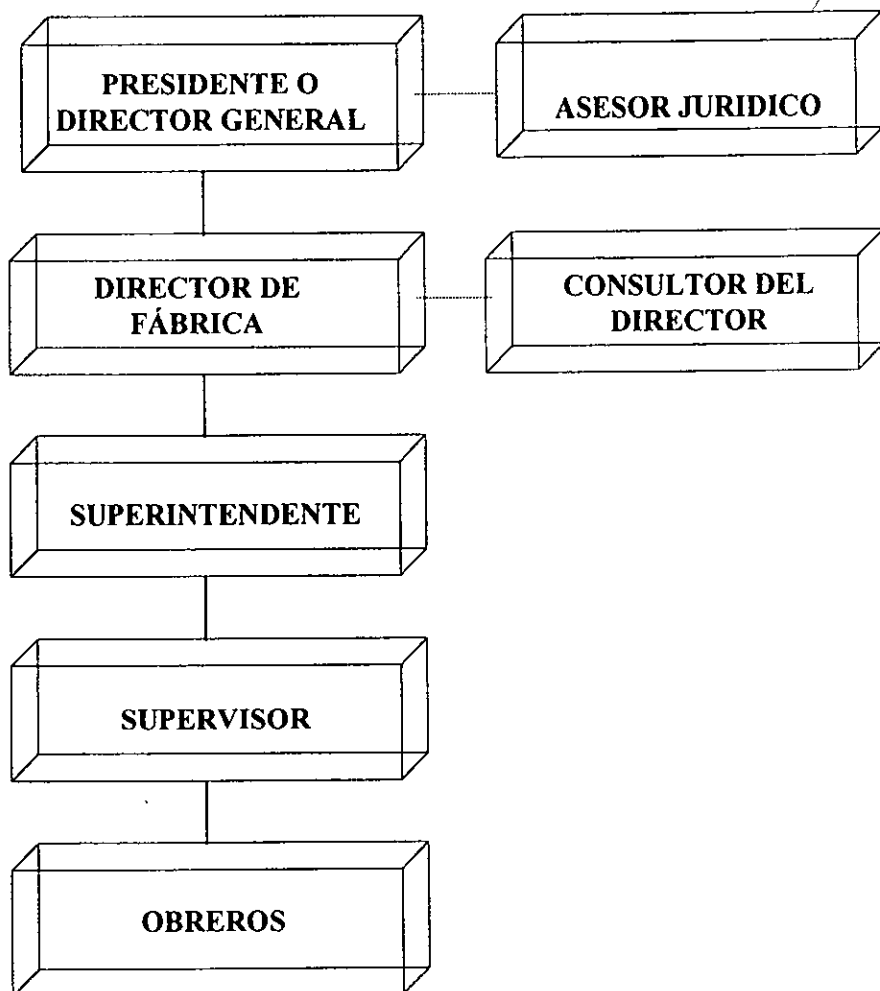 PRESIDENTE O
DIRECTOR GENERAL
ASESOR JURIDICO
DIRECTOR DE
FÁBRICA
CONSULTOR DEL
DIRECTOR
SUPERINTENDENTE
SUPERVISOR
OBREROS